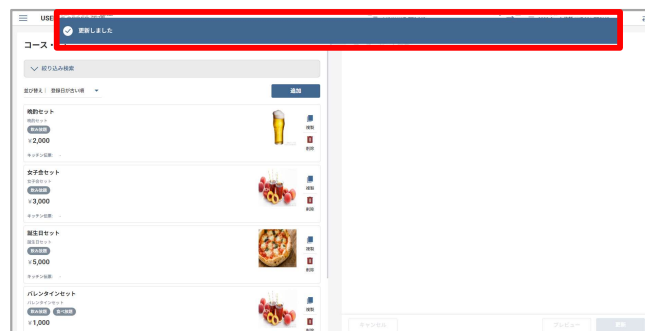 USE
更新しました
コース・
絞り込み検索
並び替え： 登録日が古い順
追加
晩酌セット
晩酌セット
飲み放題
¥2,000
キッチン伝票: -
複製
削除
女子会セット
女子会セット
飲み放題
¥3,000
キッチン伝票: -
複製
削除
誕生日セット
誕生日セット
飲み放題
¥5,000
キッチン伝票: -
複製
削除
バレンタインセット
バレンタインセット
飲み放題 食べ放題
¥1,000
複製
削除
キャンセル
プレビュー
更新